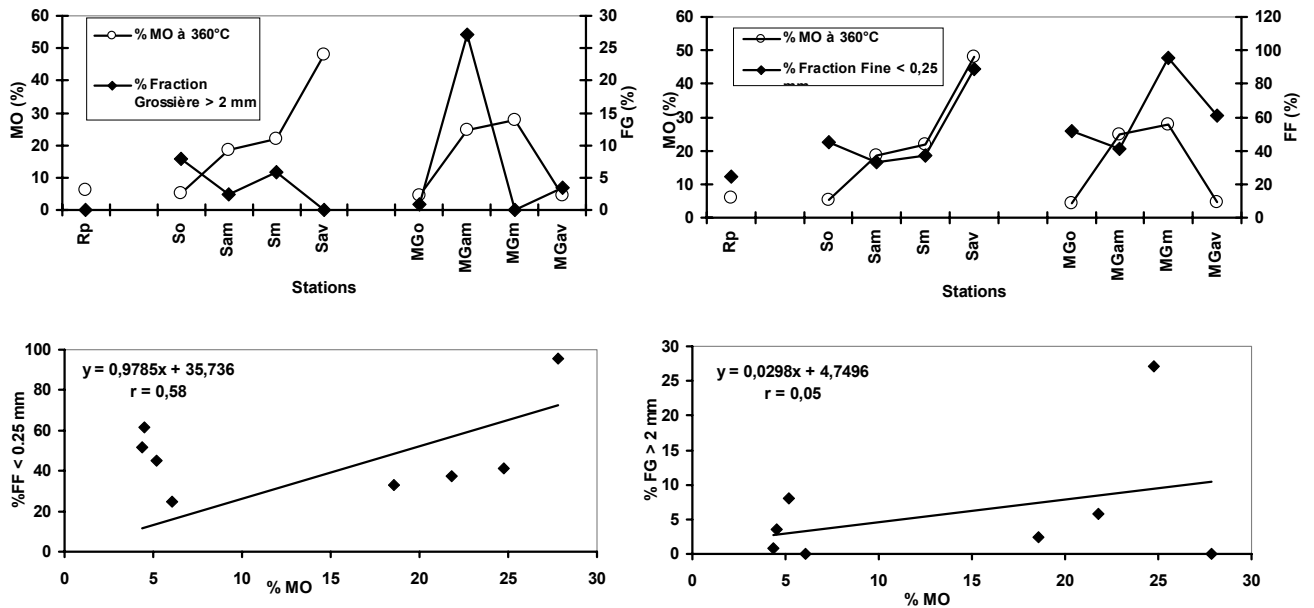 60
50
40
30
20
10
0
MO (%)
% MO à 360°C
% Fraction
Grossière > 2 mm
30
25
20
15
10
5
0
FG (%)
Rp
So
Sam
Sm
Sav
MGo
MGam
MGm
MGav
Stations
60
50
40
30
20
10
0
MO (%)
% MO à 360°C
% Fraction Fine < 0,25
120
100
80
60
40
20
0
FF (%)
Rp
So
Sam
Sm
Sav
MGo
MGam
MGm
MGav
Stations
100
80
60
40
20
0
%FF < 0.25 mm
y = 0,9785x + 35,736
r = 0,58
0 5 10 15 20 25 30
% MO
30
25
20
15
10
5
0
% FG > 2 mm
y = 0,0298x + 4,7496
r = 0,05
0 5 10 15 20 25 30
% MO